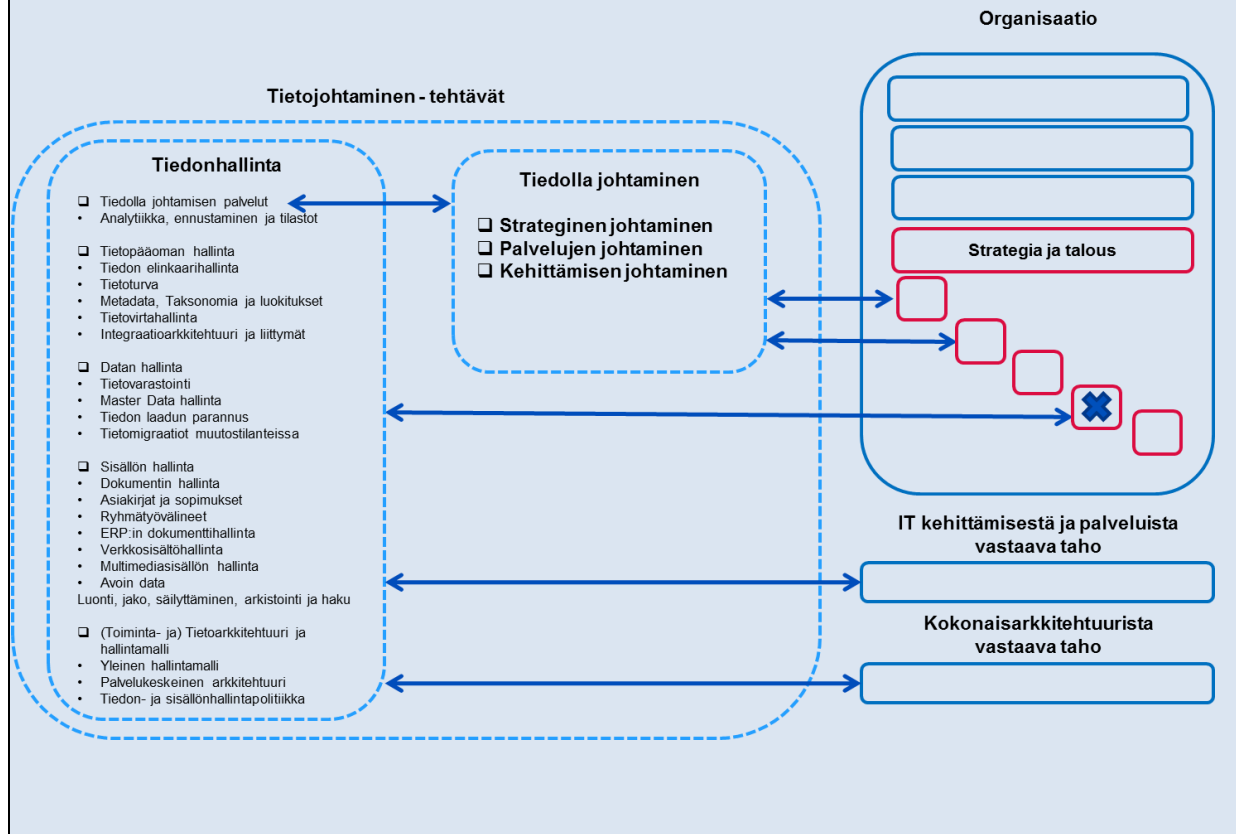 Organisaatio
Tietojohtaminen - tehtävät
Tiedonhallinta
❑ Tiedolla johtamisen palvelut
• Analytiikka, ennustaminen ja tilastot
❑ Tietopääoman hallinta
• Tiedon elinkaarihallinta
• Tietoturva
• Metadata, Taksonomia ja luokitukset
• Tietovirtahallinta
• Integraatioarkkitehtuuri ja liittymät
❑ Datan hallinta
• Tietovarastointi
• Master Data hallinta
• Tiedon laadun parannus
• Tietomigraatiot muutostilanteissa
❑ Sisällön hallinta
• Dokumentin hallinta
• Asiakirjat ja sopimukset
• Ryhmätyövälineet
• ERP:in dokumenttihallinta
• Verkkosisältöhallinta
• Multimediasisällön hallinta
• Avoin data
Luonti, jako, säilyttäminen, arkistointi ja haku
❑ (Toiminta- ja) Tietoarkkitehtuuri ja
hallintamalli
• Yleinen hallintamalli
• Palvelukeskeinen arkkitehtuuri
• Tiedon- ja sisällönhallintapolitiikka
Tiedolla johtaminen
❑ Strateginen johtaminen
❑ Palvelujen johtaminen
❑ Kehittämisen johtaminen
Strategia ja talous
IT kehittämisestä ja palveluista
vastaava taho
Kokonaisarkkitehtuurista
vastaava taho